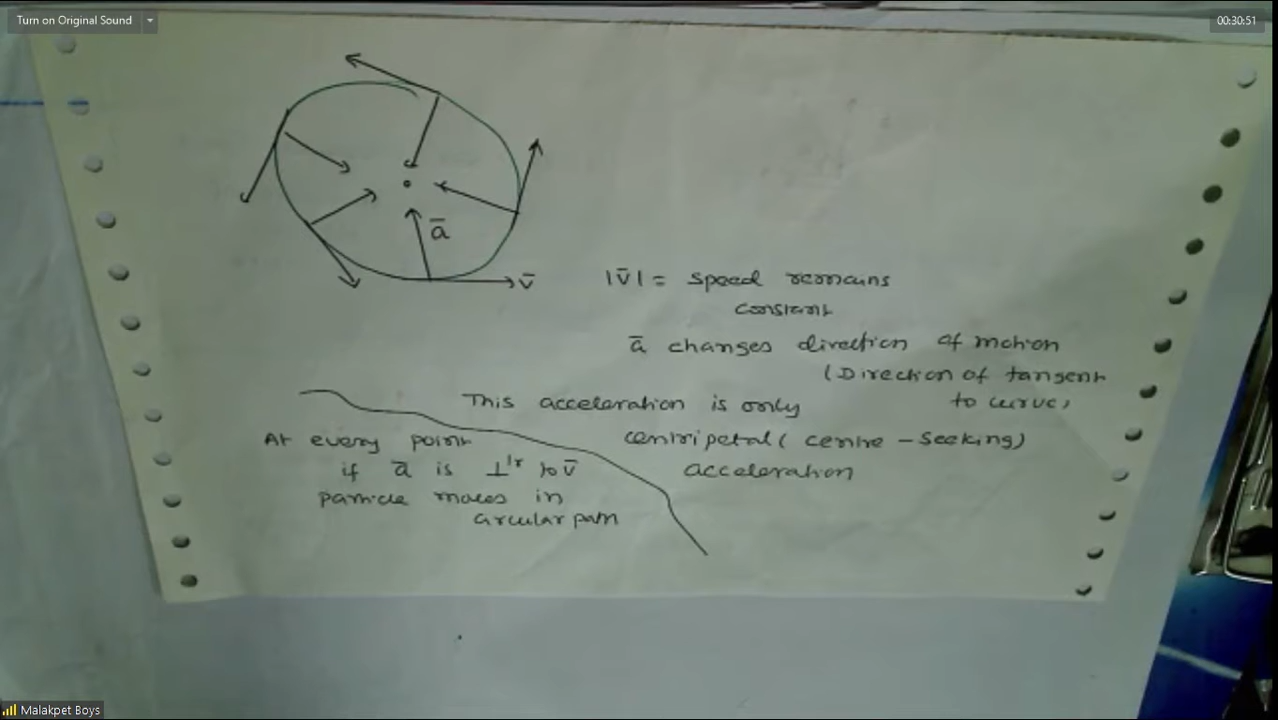 Turn on Original Sound
00:30:51
ā
v̄
|v̄| = speed remains
constant
ā changes direction of motion
(Direction of tangent
to curve)
This acceleration is only
centripetal (centre - seeking)
acceleration
At every point
if ā is ⊥'r to v̄
particle moves in
circular path
Malakpet Boys